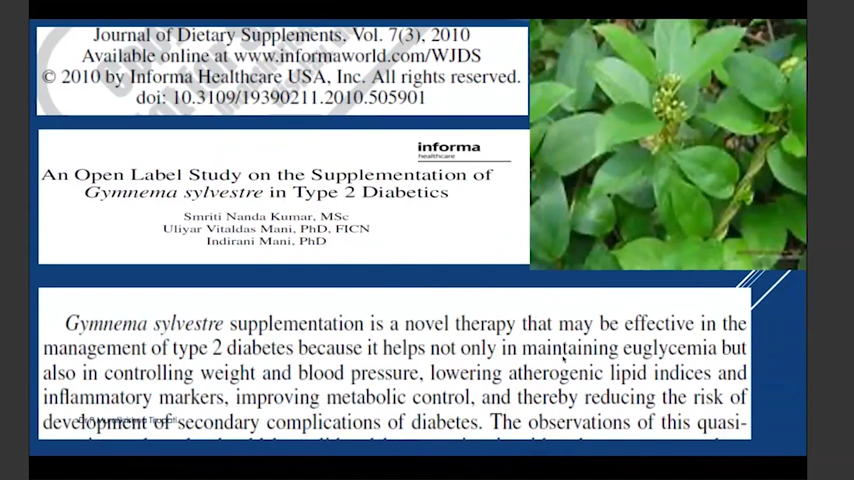 Journal of Dietary Supplements, Vol. 7(3), 2010
Available online at www.informaworld.com/WJDS
© 2010 by Informa Healthcare USA, Inc. All rights reserved.
doi: 10.3109/19390211.2010.505901
informa
healthcare
An Open Label Study on the Supplementation of
Gymnema sylvestre in Type 2 Diabetics
Smriti Nanda Kumar, MSc
Uliyar Vitaldas Mani, PhD, FICN
Indirani Mani, PhD
Gymnema sylvestre supplementation is a novel therapy that may be effective in the
management of type 2 diabetes because it helps not only in maintaining euglycemia but
also in controlling weight and blood pressure, lowering atherogenic lipid indices and
inflammatory markers, improving metabolic control, and thereby reducing the risk of
development of secondary complications of diabetes. The observations of this quasi-